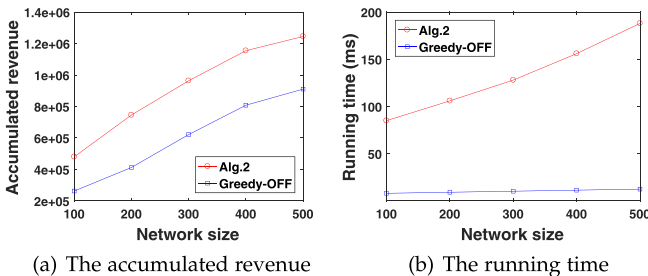 1.4e+06
1.2e+06
1e+06
8e+05
6e+05
4e+05
2e+05
Accumulated revenue
Alg.2
Greedy-OFF
100 200 300 400 500
Network size
(a) The accumulated revenue
200
150
100
50
Running time (ms)
Alg.2
Greedy-OFF
100 200 300 400 500
Network size
(b) The running time